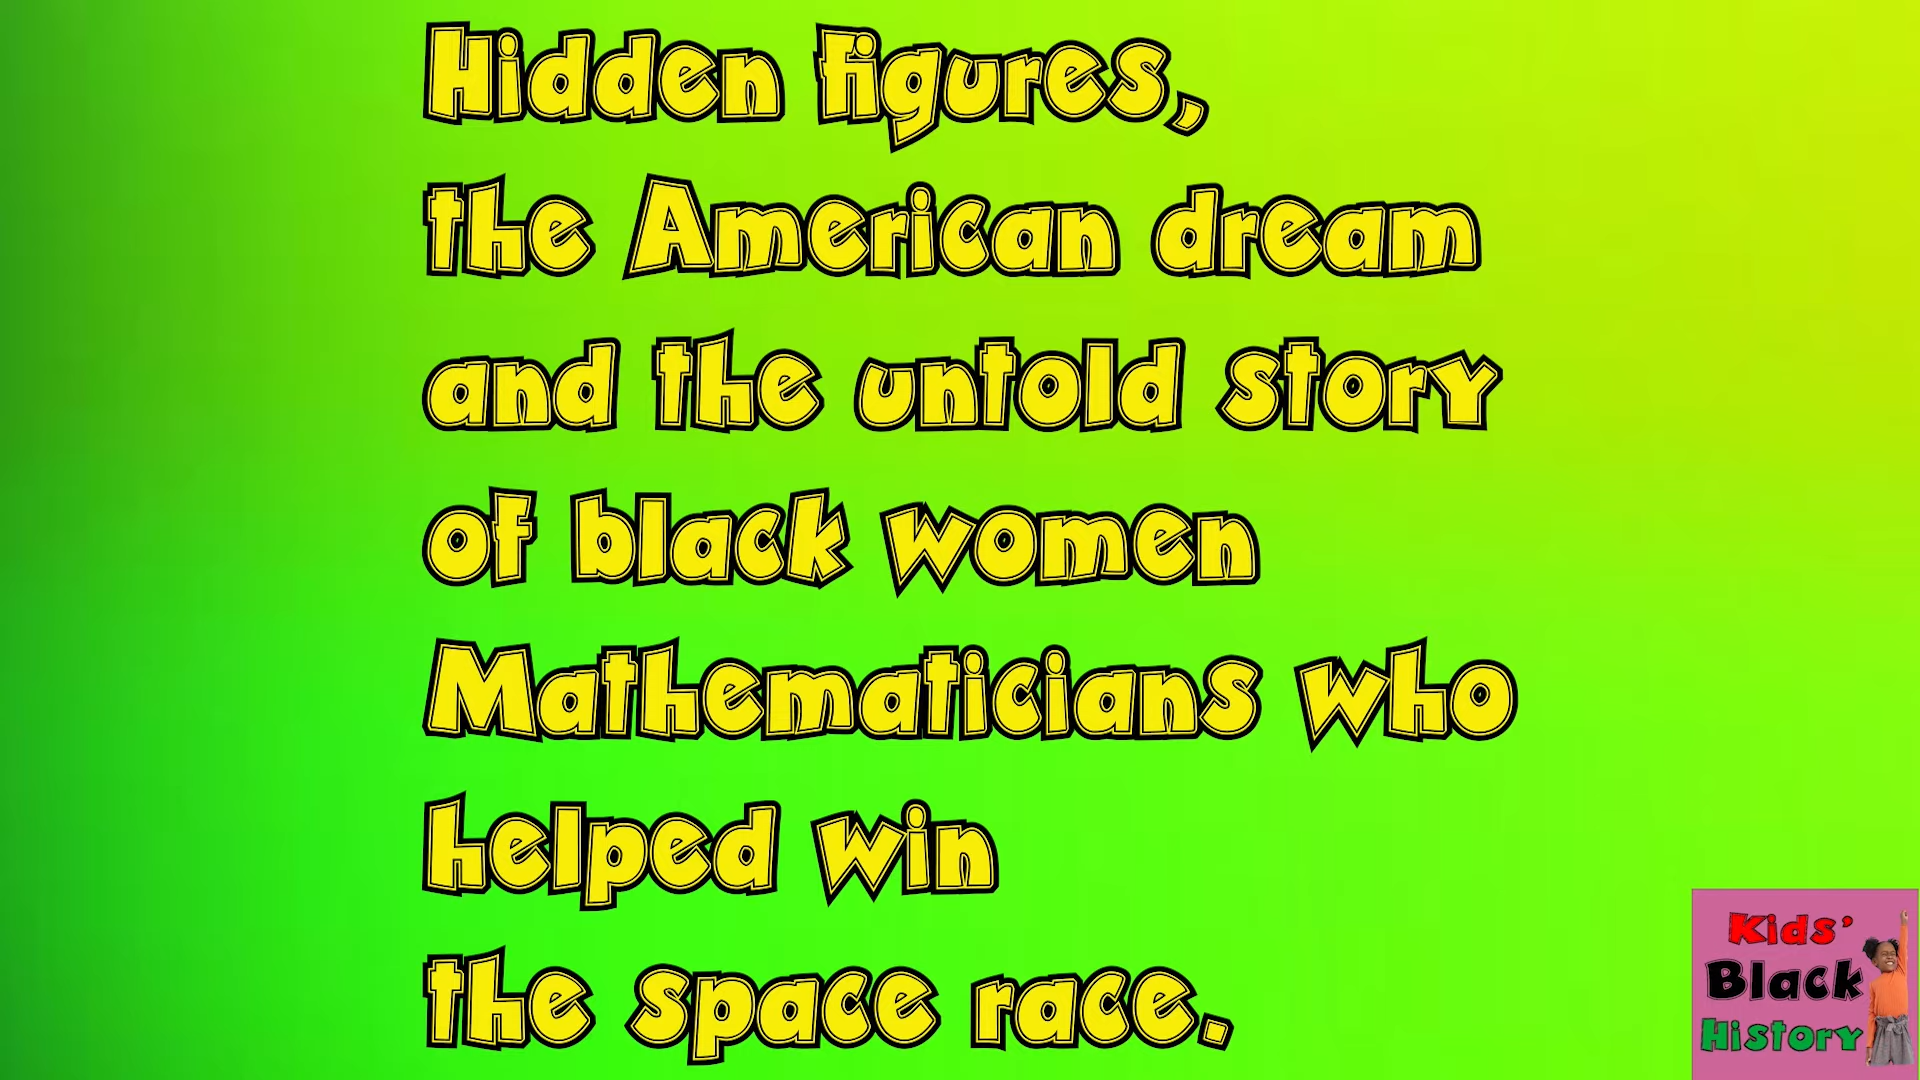 Hidden figures,
the American dream
and the untold story
of black women
Mathematicians who
helped win
the space race.
Kids'
Black
History